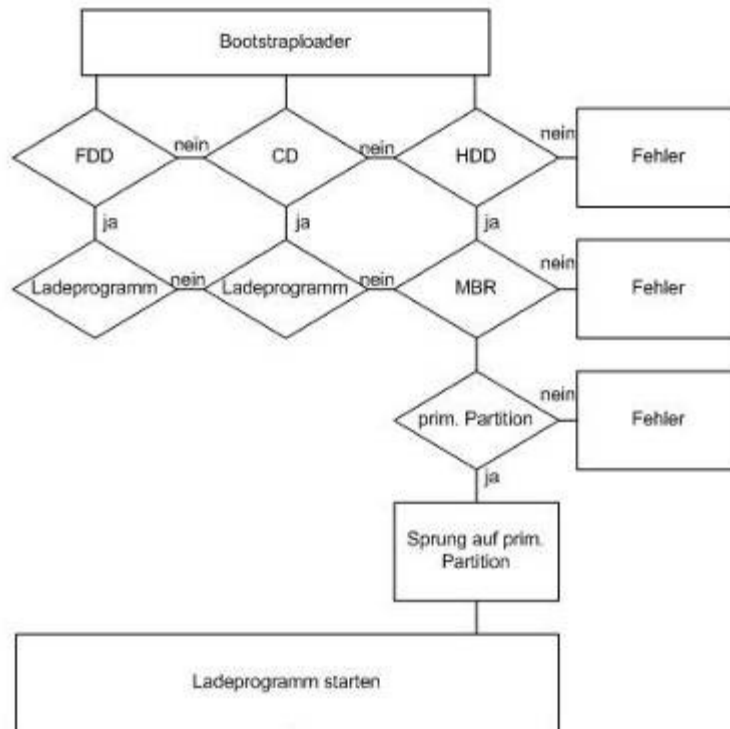 Bootstraploader
FDD
nein
CD
nein
HDD
nein
Fehler
ja
ja
ja
Ladeprogramm
nein
Ladeprogramm
nein
MBR
nein
Fehler
prim. Partition
nein
Fehler
ja
Sprung auf prim.
Partition
Ladeprogramm starten